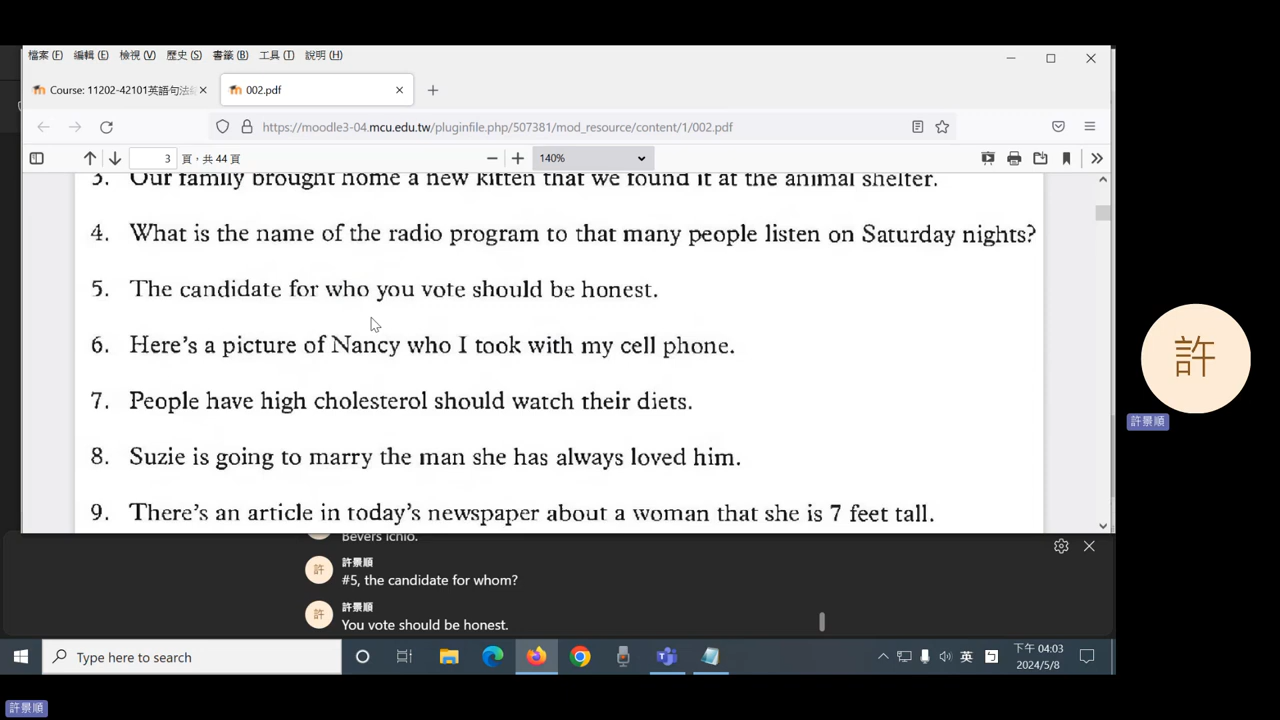 檔案 (F) 編輯 (E) 檢視 (V) 歷史 (S) 書籤 (B) 工具 (T) 說明 (H)
Course: 11202-42101英語句法
002.pdf
https://moodle3-04.mcu.edu.tw/pluginfile.php/507381/mod_resource/content/1/002.pdf
3 頁，共 44 頁
140%
3. Our family brought home a new kitten that we found it at the animal shelter.
4. What is the name of the radio program to that many people listen on Saturday nights?
5. The candidate for who you vote should be honest.
6. Here's a picture of Nancy who I took with my cell phone.
7. People have high cholesterol should watch their diets.
8. Suzie is going to marry the man she has always loved him.
9. There's an article in today's newspaper about a woman that she is 7 feet tall.
許
許景順
Bevers Ichio.
許
許景順
#5, the candidate for whom?
許
許景順
You vote should be honest.
Type here to search
英
下午 04:03
2024/5/8
許景順